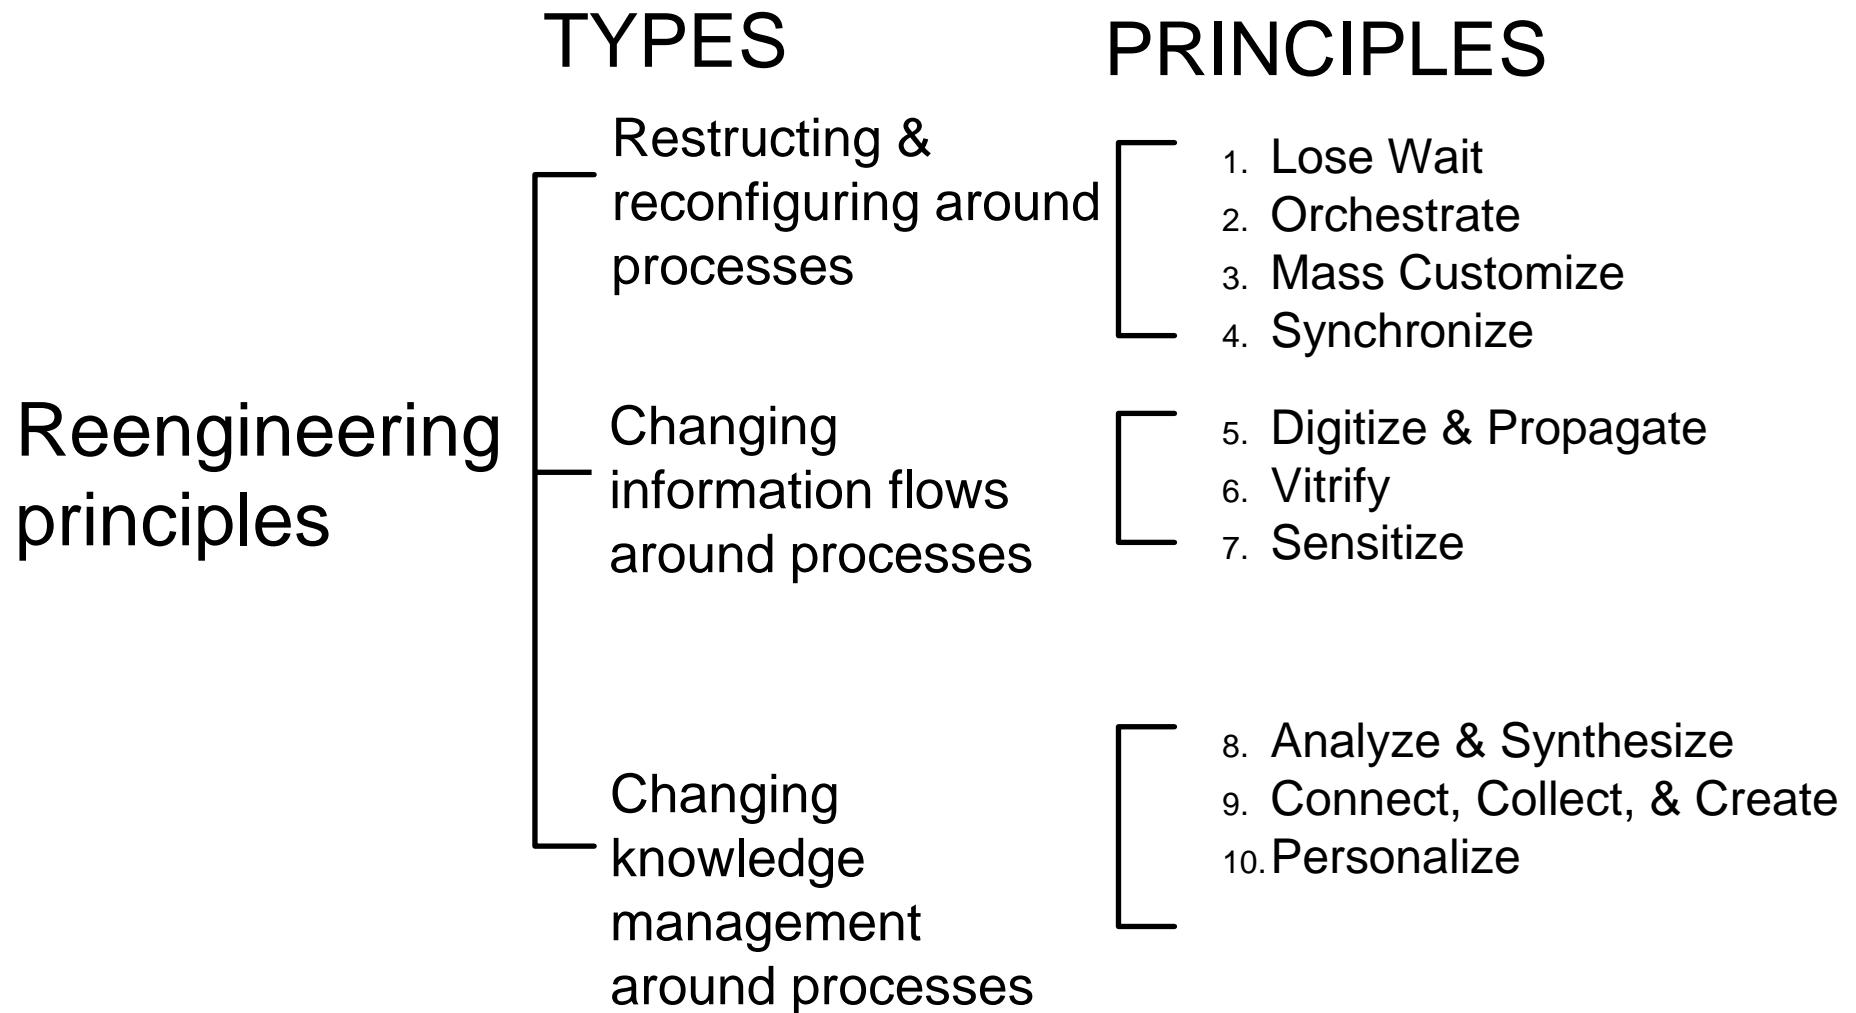 TYPES
PRINCIPLES
Reengineering
principles
Restructing &
reconfiguring around
processes
1. Lose Wait
2. Orchestrate
3. Mass Customize
4. Synchronize
Changing
information flows
around processes
5. Digitize & Propagate
6. Vitrify
7. Sensitize
Changing
knowledge
management
around processes
8. Analyze & Synthesize
9. Connect, Collect, & Create
10. Personalize